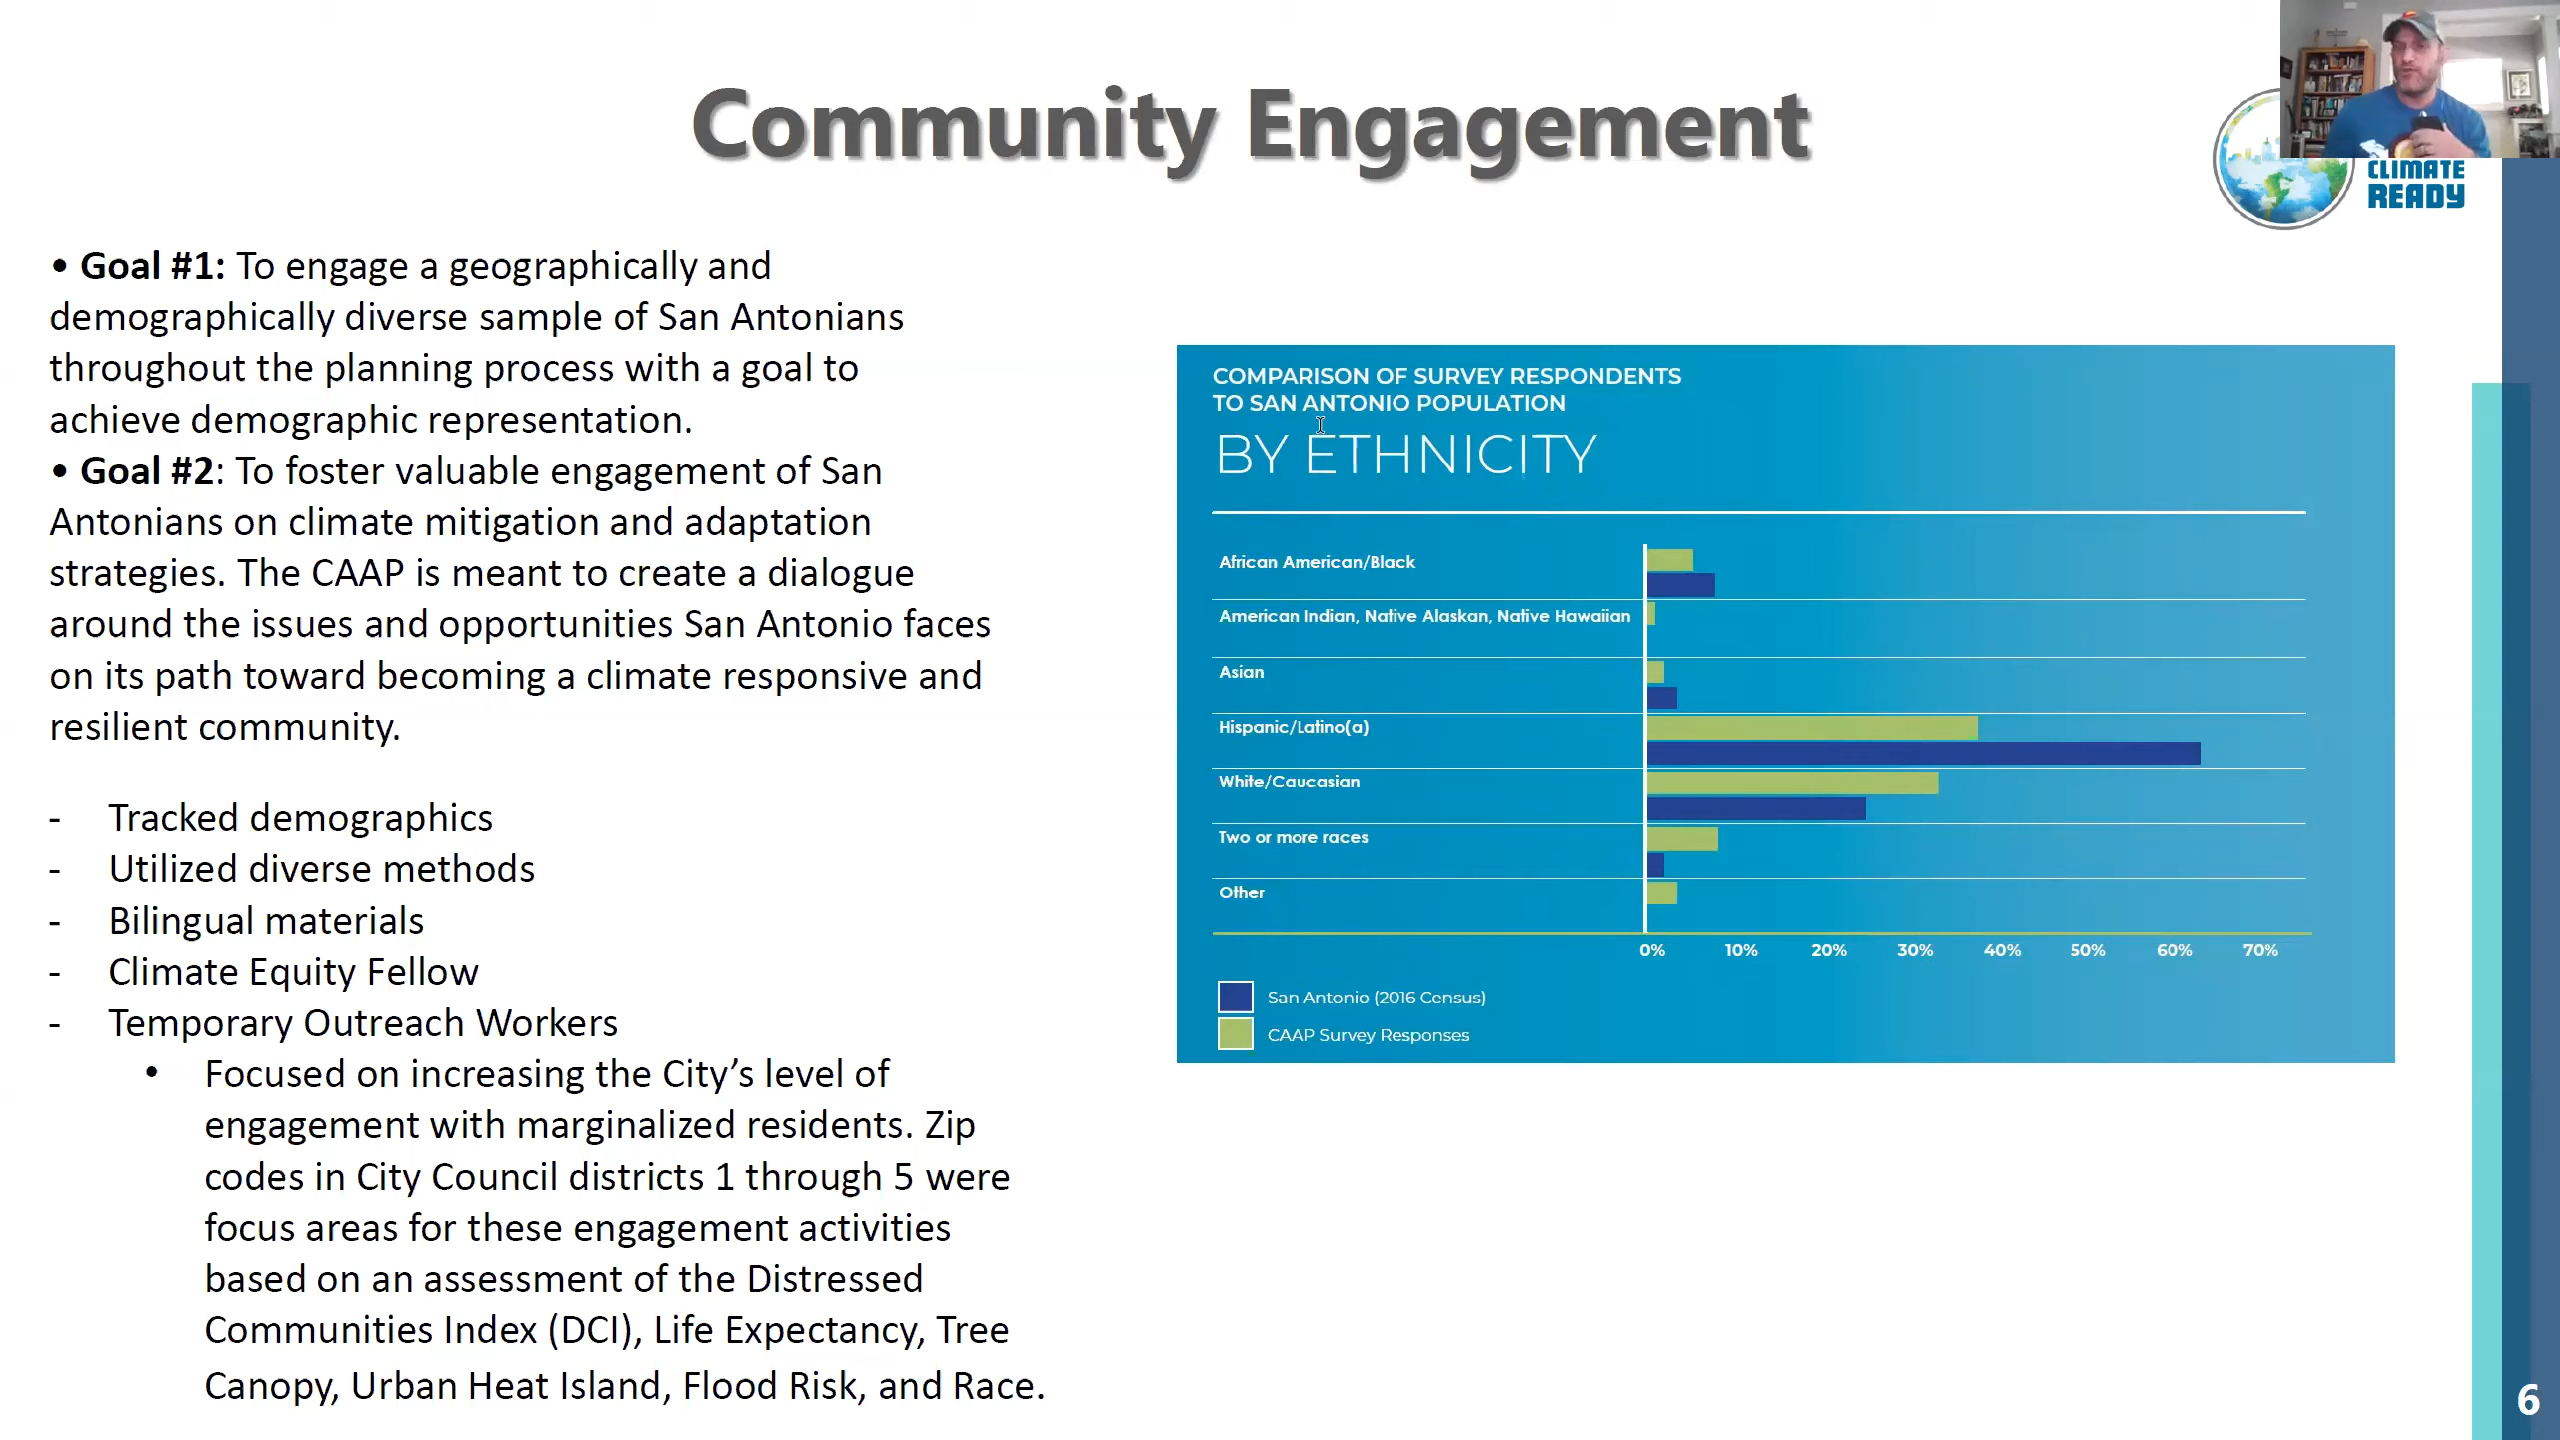 Community Engagement
CLIMATE
READY
• Goal #1: To engage a geographically and
demographically diverse sample of San Antonians
throughout the planning process with a goal to
achieve demographic representation.
• Goal #2: To foster valuable engagement of San
Antonians on climate mitigation and adaptation
strategies. The CAAP is meant to create a dialogue
around the issues and opportunities San Antonio faces
on its path toward becoming a climate responsive and
resilient community.
- Tracked demographics
- Utilized diverse methods
- Bilingual materials
- Climate Equity Fellow
- Temporary Outreach Workers
• Focused on increasing the City’s level of
engagement with marginalized residents. Zip
codes in City Council districts 1 through 5 were
focus areas for these engagement activities
based on an assessment of the Distressed
Communities Index (DCI), Life Expectancy, Tree
Canopy, Urban Heat Island, Flood Risk, and Race.
COMPARISON OF SURVEY RESPONDENTS
TO SAN ANTONIO POPULATION
BY ETHNICITY
African American/Black
American Indian, Native Alaskan, Native Hawaiian
Asian
Hispanic/Latino(a)
White/Caucasian
Two or more races
Other
0% 10% 20% 30% 40% 50% 60% 70%
San Antonio (2016 Census)
CAAP Survey Responses
6